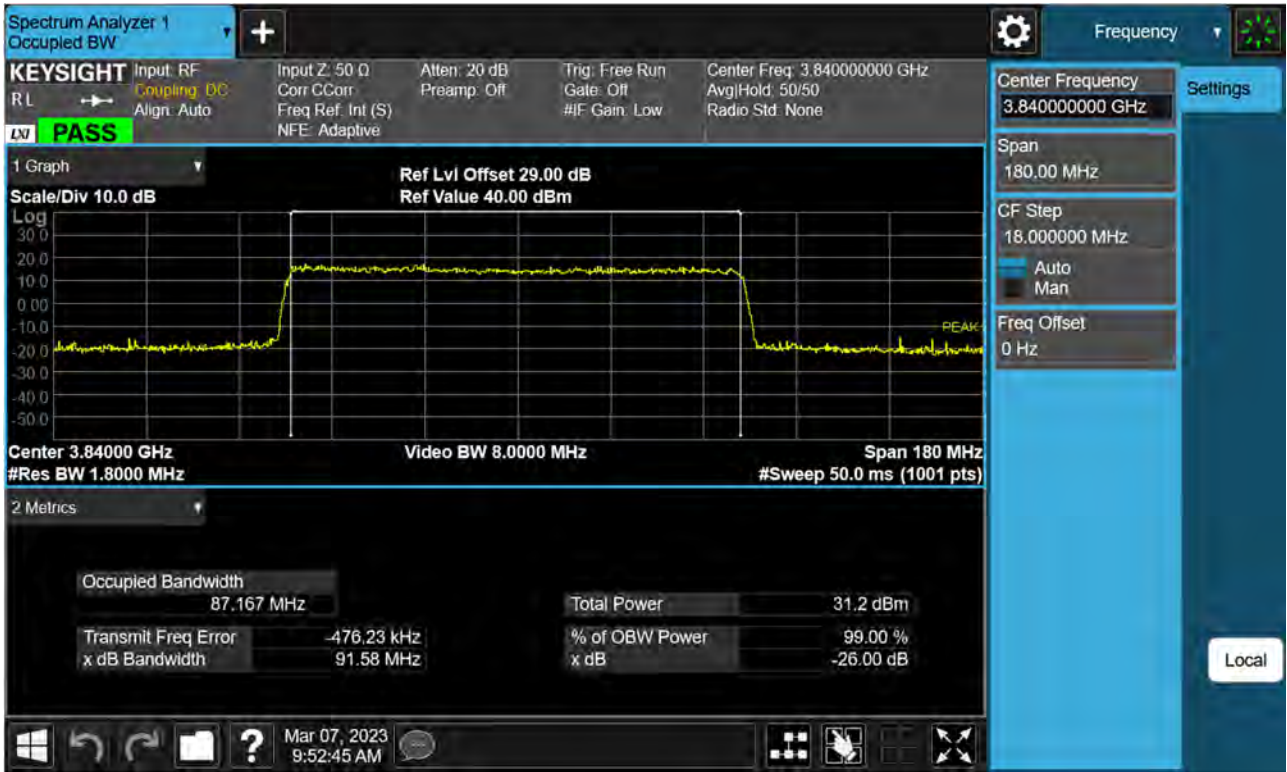 Spectrum Analyzer 1
Occupied BW
+
Frequency
KEYSIGHT
RL
LXI
PASS
Input: RF
Coupling: DC
Align: Auto
Input Z: 50 Ω
Corr CCorr
Freq Ref: Int (S)
NFE: Adaptive
Atten: 20 dB
Preamp: Off
Trig: Free Run
Gate: Off
#IF Gain: Low
Center Freq: 3.840000000 GHz
Avg|Hold: 50/50
Radio Std: None
Center Frequency
3.840000000 GHz
Settings
Span
180.00 MHz
CF Step
18.000000 MHz
Auto
Man
Freq Offset
0 Hz
Local
1 Graph
Scale/Div 10.0 dB
Ref Lvl Offset 29.00 dB
Ref Value 40.00 dBm
Log
30.0
20.0
10.0
0.00
-10.0
-20.0
-30.0
-40.0
-50.0
PEAK
Center 3.84000 GHz
#Res BW 1.8000 MHz
Video BW 8.0000 MHz
Span 180 MHz
#Sweep 50.0 ms (1001 pts)
2 Metrics
Occupied Bandwidth
87.167 MHz
Total Power 31.2 dBm
Transmit Freq Error -476.23 kHz
% of OBW Power 99.00 %
x dB Bandwidth 91.58 MHz
x dB -26.00 dB
?
Mar 07, 2023
9:52:45 AM